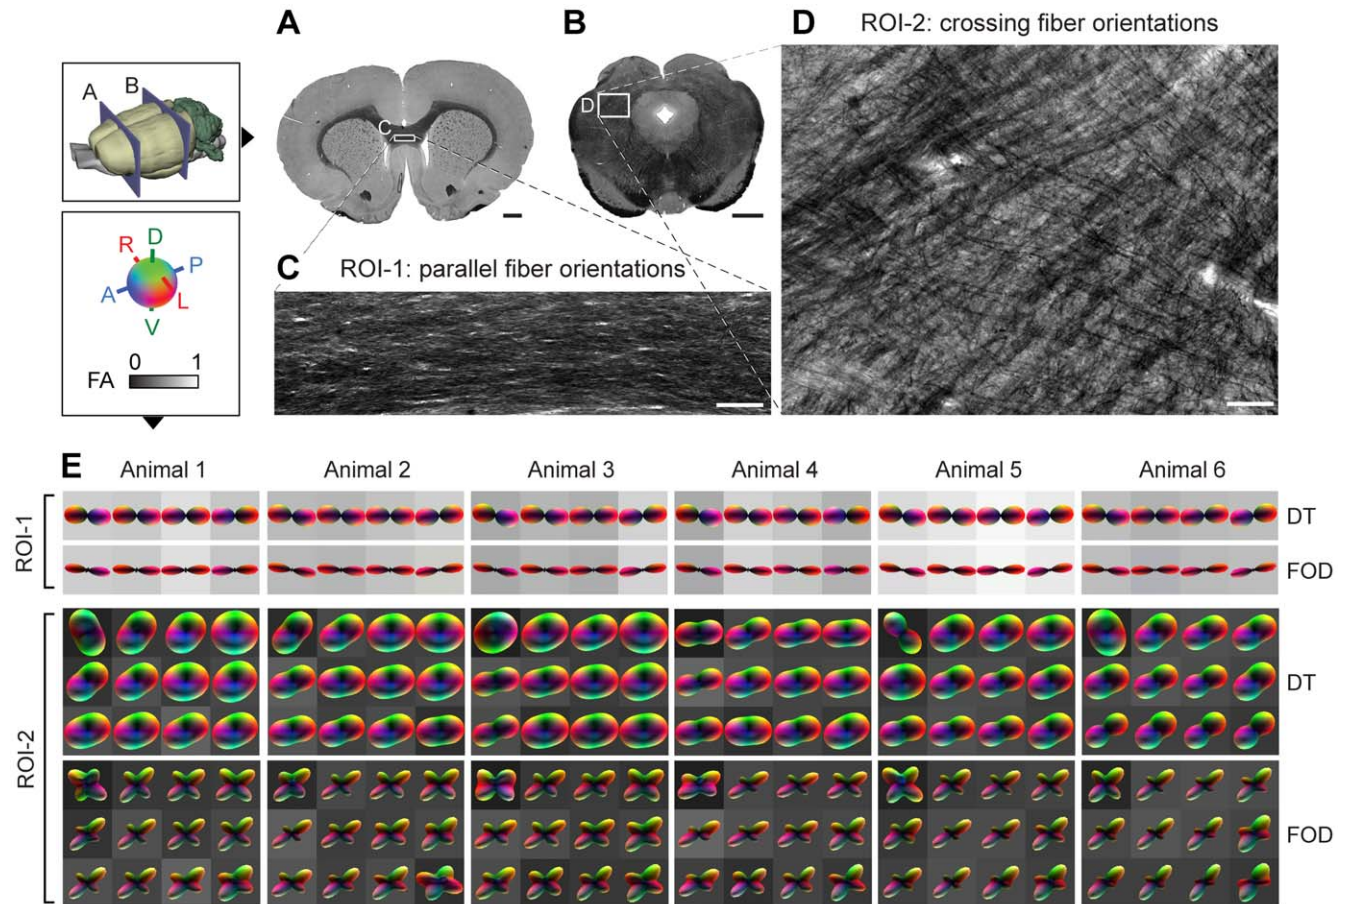 A
B
D
ROI-2: crossing fiber orientations
A
B
C
D
R
D
P
A
L
V
0
1
FA
C
ROI-1: parallel fiber orientations
E
Animal 1
Animal 2
Animal 3
Animal 4
Animal 5
Animal 6
ROI-1
DT
FOD
ROI-2
DT
FOD